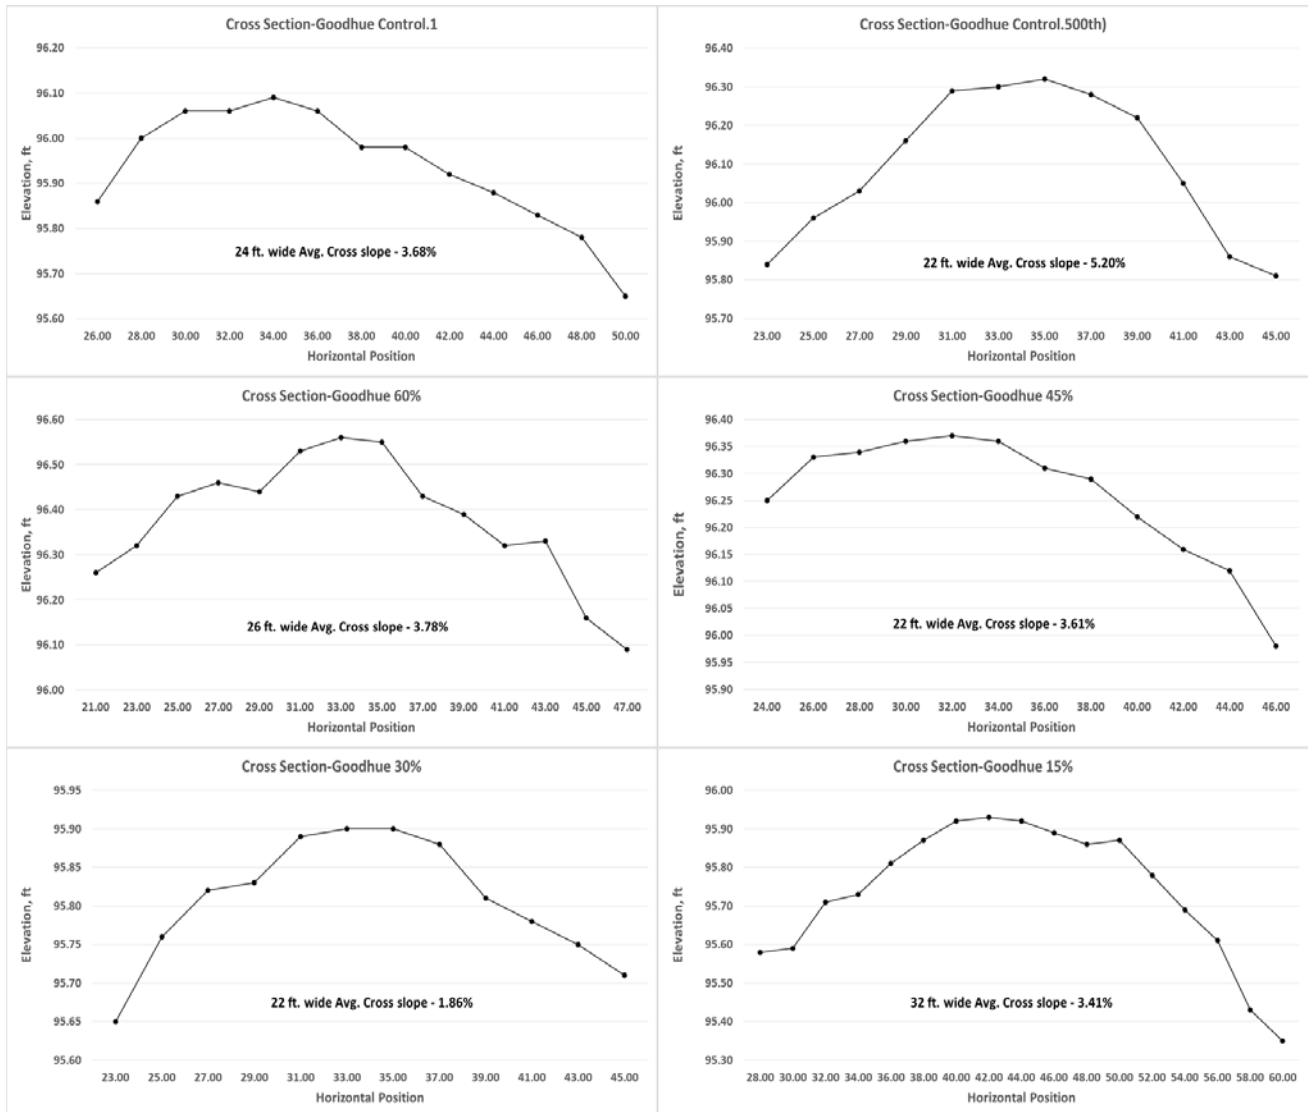 Cross Section-Goodhue Control.1
96.20
96.10
96.00
95.90
95.80
95.70
95.60
Elevation, ft
24 ft. wide Avg. Cross slope - 3.68%
26.00 28.00 30.00 32.00 34.00 36.00 38.00 40.00 42.00 44.00 46.00 48.00 50.00
Horizontal Position
Cross Section-Goodhue Control.500th)
96.40
96.30
96.20
96.10
96.00
95.90
95.80
95.70
Elevation, ft
22 ft. wide Avg. Cross slope - 5.20%
23.00 25.00 27.00 29.00 31.00 33.00 35.00 37.00 39.00 41.00 43.00 45.00
Horizontal Position
Cross Section-Goodhue 60%
96.60
96.50
96.40
96.30
96.20
96.10
96.00
Elevation, ft
26 ft. wide Avg. Cross slope - 3.78%
21.00 23.00 25.00 27.00 29.00 31.00 33.00 35.00 37.00 39.00 41.00 43.00 45.00 47.00
Horizontal Position
Cross Section-Goodhue 45%
96.40
96.35
96.30
96.25
96.20
96.15
96.10
96.05
96.00
95.95
95.90
Elevation, ft
22 ft. wide Avg. Cross slope - 3.61%
24.00 26.00 28.00 30.00 32.00 34.00 36.00 38.00 40.00 42.00 44.00 46.00
Horizontal Position
Cross Section-Goodhue 30%
95.95
95.90
95.85
95.80
95.75
95.70
95.65
95.60
Elevation, ft
22 ft. wide Avg. Cross slope - 1.86%
23.00 25.00 27.00 29.00 31.00 33.00 35.00 37.00 39.00 41.00 43.00 45.00
Horizontal Position
Cross Section-Goodhue 15%
96.00
95.90
95.80
95.70
95.60
95.50
95.40
95.30
Elevation, ft
32 ft. wide Avg. Cross slope - 3.41%
28.00 30.00 32.00 34.00 36.00 38.00 40.00 42.00 44.00 46.00 48.00 50.00 52.00 54.00 56.00 58.00 60.00
Horizontal Position